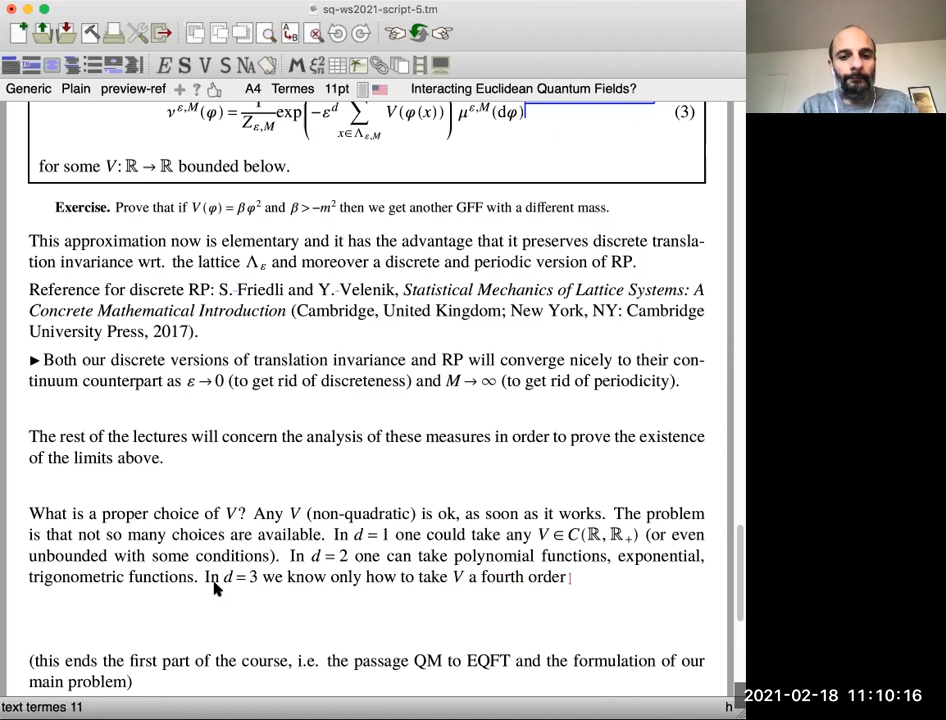 sq-ws2021-script-5.tm
E S V S NA
Generic Plain preview-ref + ? A4 Termes 11pt Interacting Euclidean Quantum Fields?
ν^{ε,M}(φ) = 1/Z_{ε,M} exp(−ε^d ∑_{x∈Λ_{ε,M}} V(φ(x))) μ^{ε,M}(dφ) (3)
for some V: ℝ → ℝ bounded below.
Exercise. Prove that if V(φ) = βφ² and β > −m² then we get another GFF with a different mass.
This approximation now is elementary and it has the advantage that it preserves discrete transla-
tion invariance wrt. the lattice Λ_ε and moreover a discrete and periodic version of RP.
Reference for discrete RP: S. Friedli and Y. Velenik, Statistical Mechanics of Lattice Systems: A
Concrete Mathematical Introduction (Cambridge, United Kingdom; New York, NY: Cambridge
University Press, 2017).
▶ Both our discrete versions of translation invariance and RP will converge nicely to their con-
tinuum counterpart as ε → 0 (to get rid of discreteness) and M → ∞ (to get rid of periodicity).
The rest of the lectures will concern the analysis of these measures in order to prove the existence
of the limits above.
What is a proper choice of V? Any V (non-quadratic) is ok, as soon as it works. The problem
is that not so many choices are available. In d = 1 one could take any V ∈ C(ℝ, ℝ₊) (or even
unbounded with some conditions). In d = 2 one can take polynomial functions, exponential,
trigonometric functions. In d = 3 we know only how to take V a fourth order
(this ends the first part of the course, i.e. the passage QM to EQFT and the formulation of our
main problem)
text termes 11 h
2021-02-18 11:10:16